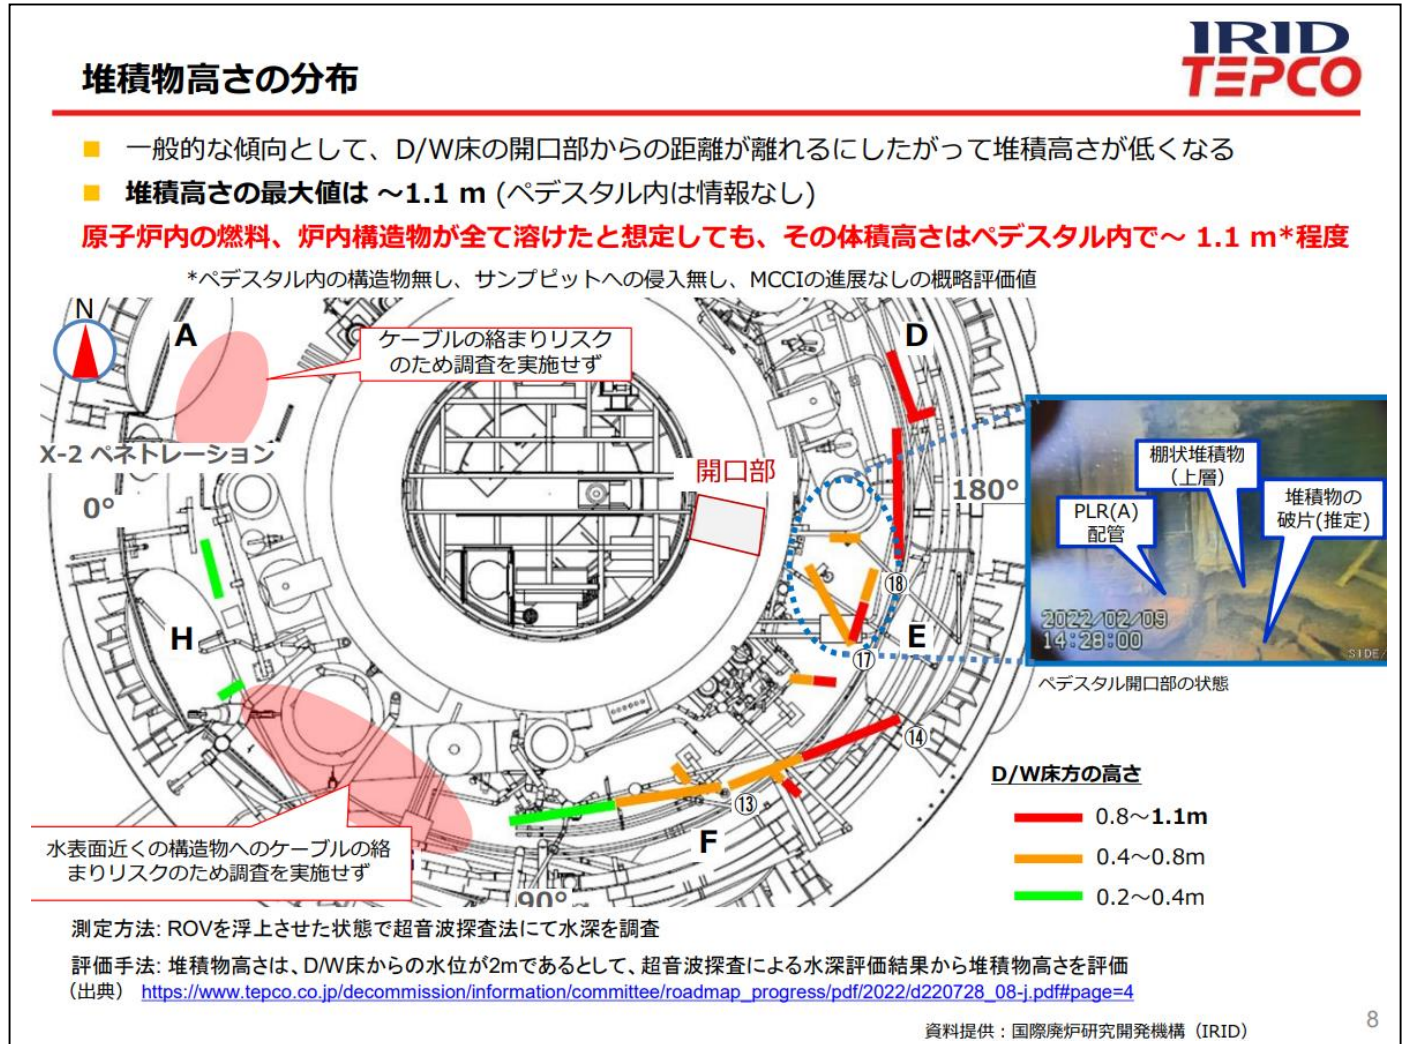 IRID
TEPCO
堆積物高さの分布
■ 一般的な傾向として、D/W床の開口部からの距離が離れるにしたがって堆積高さが低くなる
■ 堆積高さの最大値は ～1.1 m (ペデスタル内は情報なし)
原子炉内の燃料、炉内構造物が全て溶けたと想定しても、その体積高さはペデスタル内で～ 1.1 m*程度
*ペデスタル内の構造物無し、サンプピットへの侵入無し、MCCIの進展なしの概略評価値
N
A
ケーブルの絡まりリスク
のため調査を実施せず
D
X-2 ペネトレーション
0°
開口部
180°
棚状堆積物
(上層)
PLR(A)
配管
堆積物の
破片(推定)
2022/02/09
14:28:00
SIDE/
ペデスタル開口部の状態
⑱
E
⑰
H
⑭
⑬
F
90°
水表面近くの構造物へのケーブルの絡
まりリスクのため調査を実施せず
D/W床方の高さ
0.8～1.1m
0.4～0.8m
0.2～0.4m
測定方法: ROVを浮上させた状態で超音波探査法にて水深を調査
評価手法: 堆積物高さは、D/W床からの水位が2mであるとして、超音波探査による水深評価結果から堆積物高さを評価
（出典） https://www.tepco.co.jp/decommission/information/committee/roadmap_progress/pdf/2022/d220728_08-j.pdf#page=4
資料提供：国際廃炉研究開発機構（IRID）
8